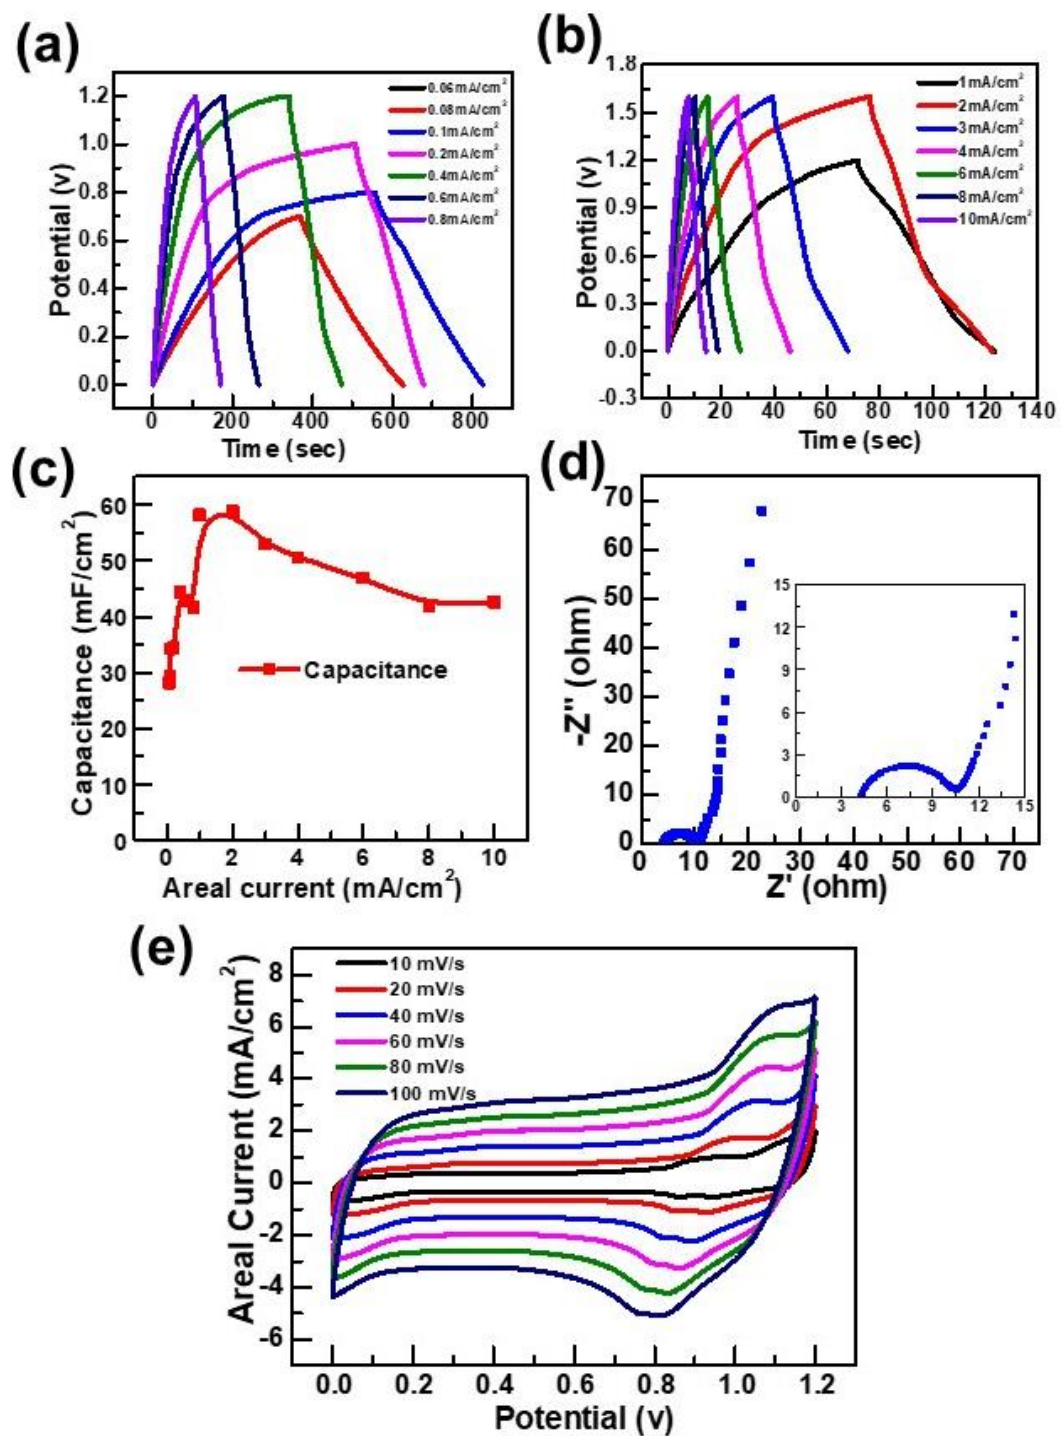 (a)
Potential (v)
1.2
1.0
0.8
0.6
0.4
0.2
0.0
0.06mA/cm²
0.08mA/cm²
0.1mA/cm²
0.2mA/cm²
0.4mA/cm²
0.6mA/cm²
0.8mA/cm²
0 200 400 600 800
Time (sec)
(b)
Potential (v)
1.8
1.5
1.2
0.9
0.6
0.3
0.0
-0.3
1mA/cm²
2mA/cm²
3mA/cm²
4mA/cm²
6mA/cm²
8mA/cm²
10mA/cm²
0 20 40 60 80 100 120 140
Time (sec)
(c)
Capacitance (mF/cm²)
60
50
40
30
20
10
0
Capacitance
0 2 4 6 8 10
Areal current (mA/cm²)
(d)
-Z'' (ohm)
70
60
50
40
30
20
10
0
15
12
9
6
3
0
0 3 6 9 12 15
0 10 20 30 40 50 60 70
Z' (ohm)
(e)
Areal Current (mA/cm²)
8
6
4
2
0
-2
-4
-6
10 mV/s
20 mV/s
40 mV/s
60 mV/s
80 mV/s
100 mV/s
0.0 0.2 0.4 0.6 0.8 1.0 1.2
Potential (v)